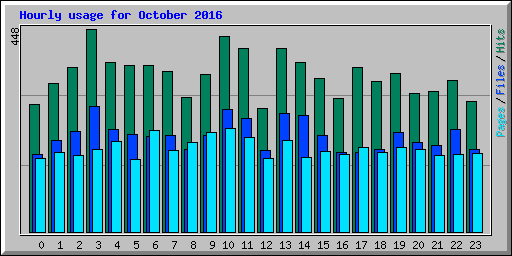 Hourly usage for October 2016
448
Pages / Files / Hits
0 1 2 3 4 5 6 7 8 9 10 11 12 13 14 15 16 17 18 19 20 21 22 23